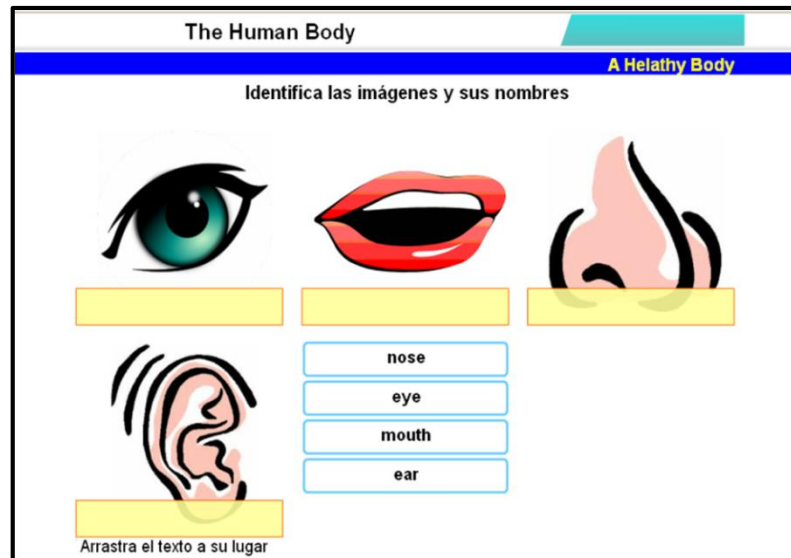 The Human Body
A Helathy Body
Identifica las imágenes y sus nombres
nose
eye
mouth
ear
Arrastra el texto a su lugar